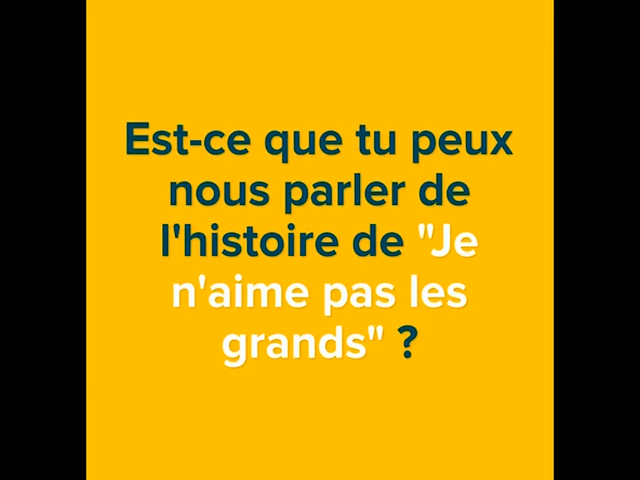 Est-ce que tu peux
nous parler de
l'histoire de "Je
n'aime pas les
grands" ?